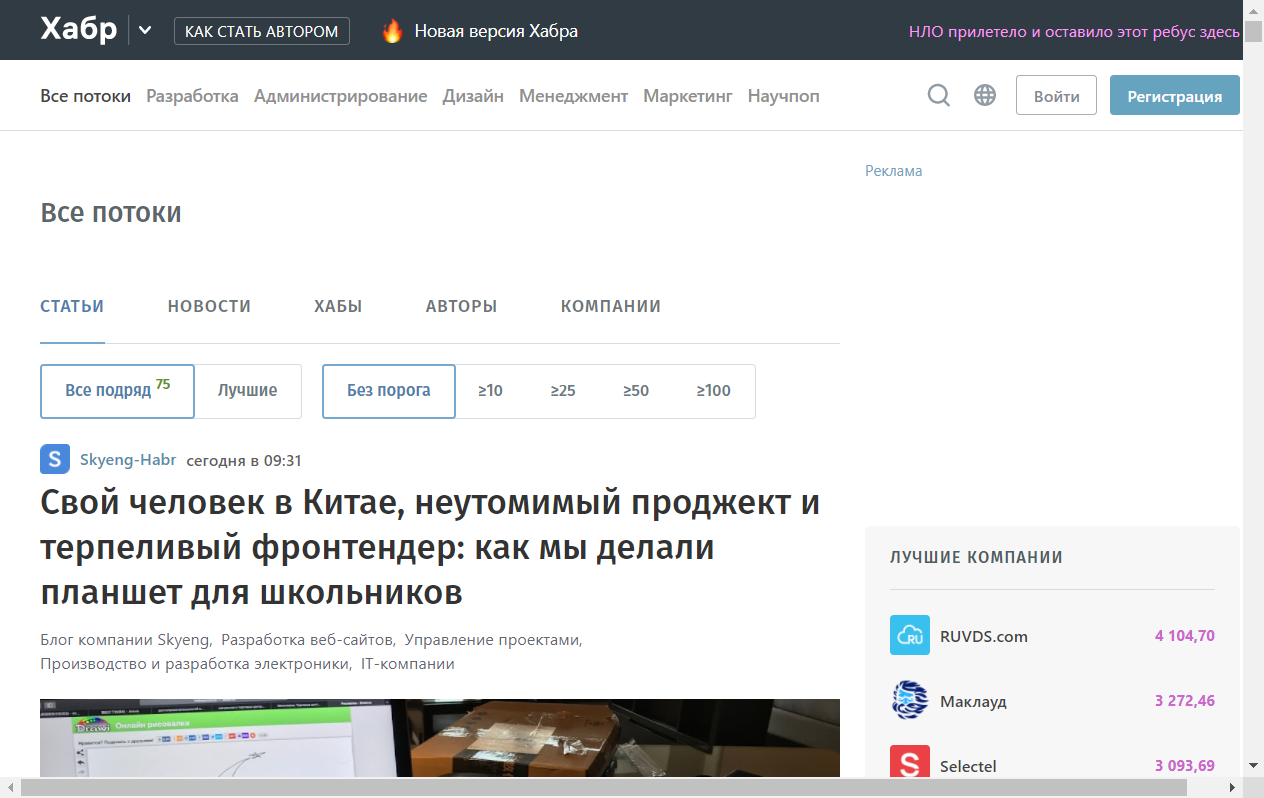 Хабр
КАК СТАТЬ АВТОРОМ
Новая версия Хабра
НЛО прилетело и оставило этот ребус здесь
Все потоки Разработка Администрирование Дизайн Менеджмент Маркетинг Научпоп
Войти
Регистрация
Реклама
Все потоки
СТАТЬИ НОВОСТИ ХАБЫ АВТОРЫ КОМПАНИИ
Все подряд 75 Лучшие Без порога ≥10 ≥25 ≥50 ≥100
S Skyeng-Habr сегодня в 09:31
Свой человек в Китае, неутомимый проджект и
терпеливый фронтендер: как мы делали
планшет для школьников
Блог компании Skyeng, Разработка веб-сайтов, Управление проектами,
Производство и разработка электроники, IT-компании
Онлайн рисовалка
ЛУЧШИЕ КОМПАНИИ
RU RUVDS.com 4 104,70
Маклауд 3 272,46
S Selectel 3 093,69